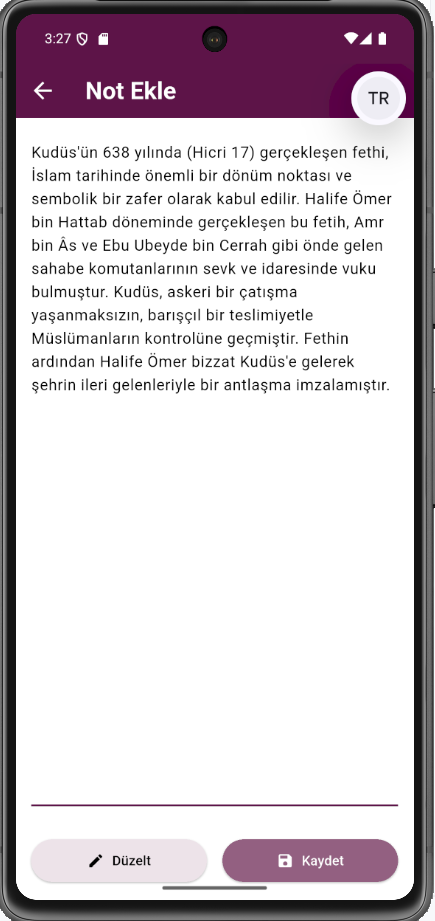 3:27
Not Ekle
TR
Kudüs'ün 638 yılında (Hicri 17) gerçekleşen fethi,
İslam tarihinde önemli bir dönüm noktası ve
sembolik bir zafer olarak kabul edilir. Halife Ömer
bin Hattab döneminde gerçekleşen bu fetih, Amr
bin Âs ve Ebu Ubeyde bin Cerrah gibi önde gelen
sahabe komutanlarının sevk ve idaresinde vuku
bulmuştur. Kudüs, askeri bir çatışma
yaşanmaksızın, barışçıl bir teslimiyetle
Müslümanların kontrolüne geçmiştir. Fethin
ardından Halife Ömer bizzat Kudüs'e gelerek
şehrin ileri gelenleriyle bir antlaşma imzalamıştır.
Düzelt
Kaydet